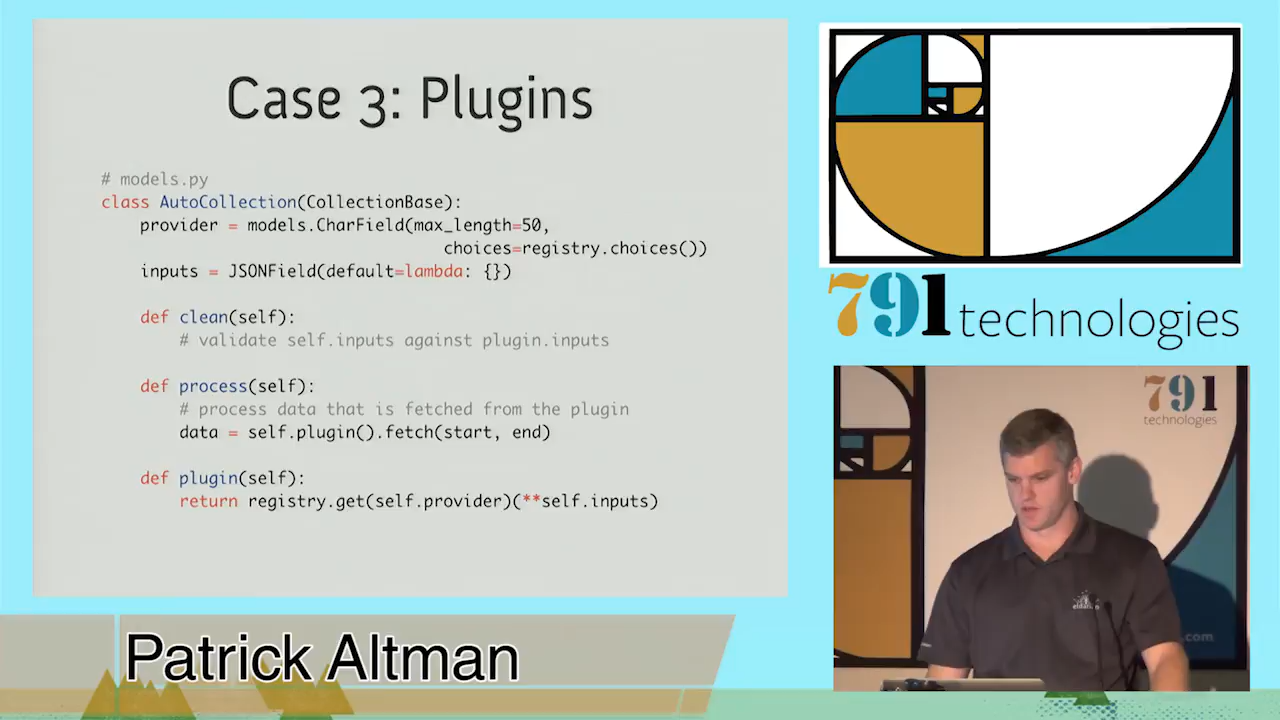 Case 3: Plugins
# models.py
class AutoCollection(CollectionBase):
    provider = models.CharField(max_length=50,
                                choices=registry.choices())
    inputs = JSONField(default=lambda: {})
    def clean(self):
        # validate self.inputs against plugin.inputs
    def process(self):
        # process data that is fetched from the plugin
        data = self.plugin().fetch(start, end)
    def plugin(self):
        return registry.get(self.provider)(**self.inputs)
791 technologies
791
technologies
eldarion
.com
Patrick Altman